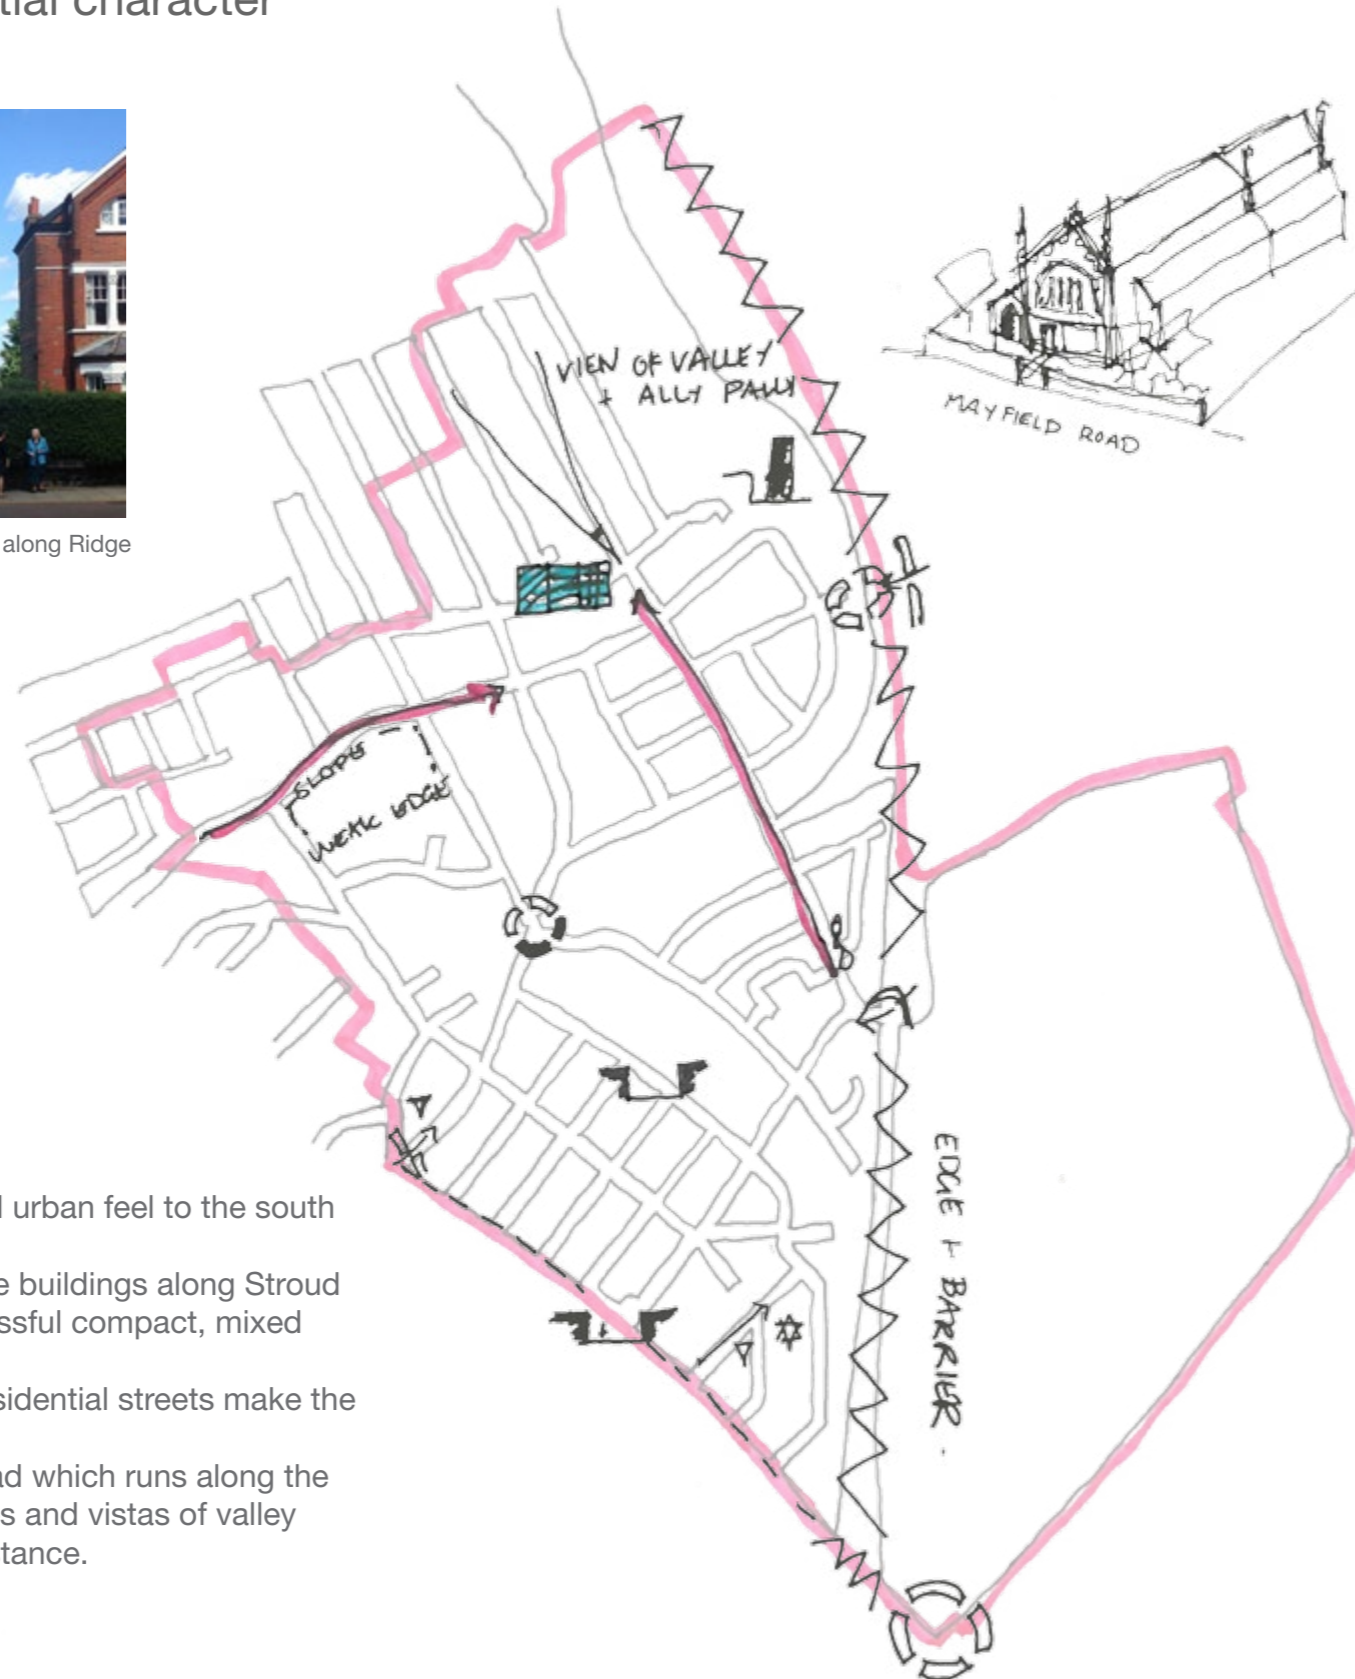 tial character
along Ridge
VIEW OF VALLEY
+ ALLY PALLY
MAYFIELD ROAD
SLOPE
WEAK EDGE
EDGE + BARRIER.
l urban feel to the south
e buildings along Stroud
ssful compact, mixed
sidential streets make the
ad which runs along the
s and vistas of valley
tance.